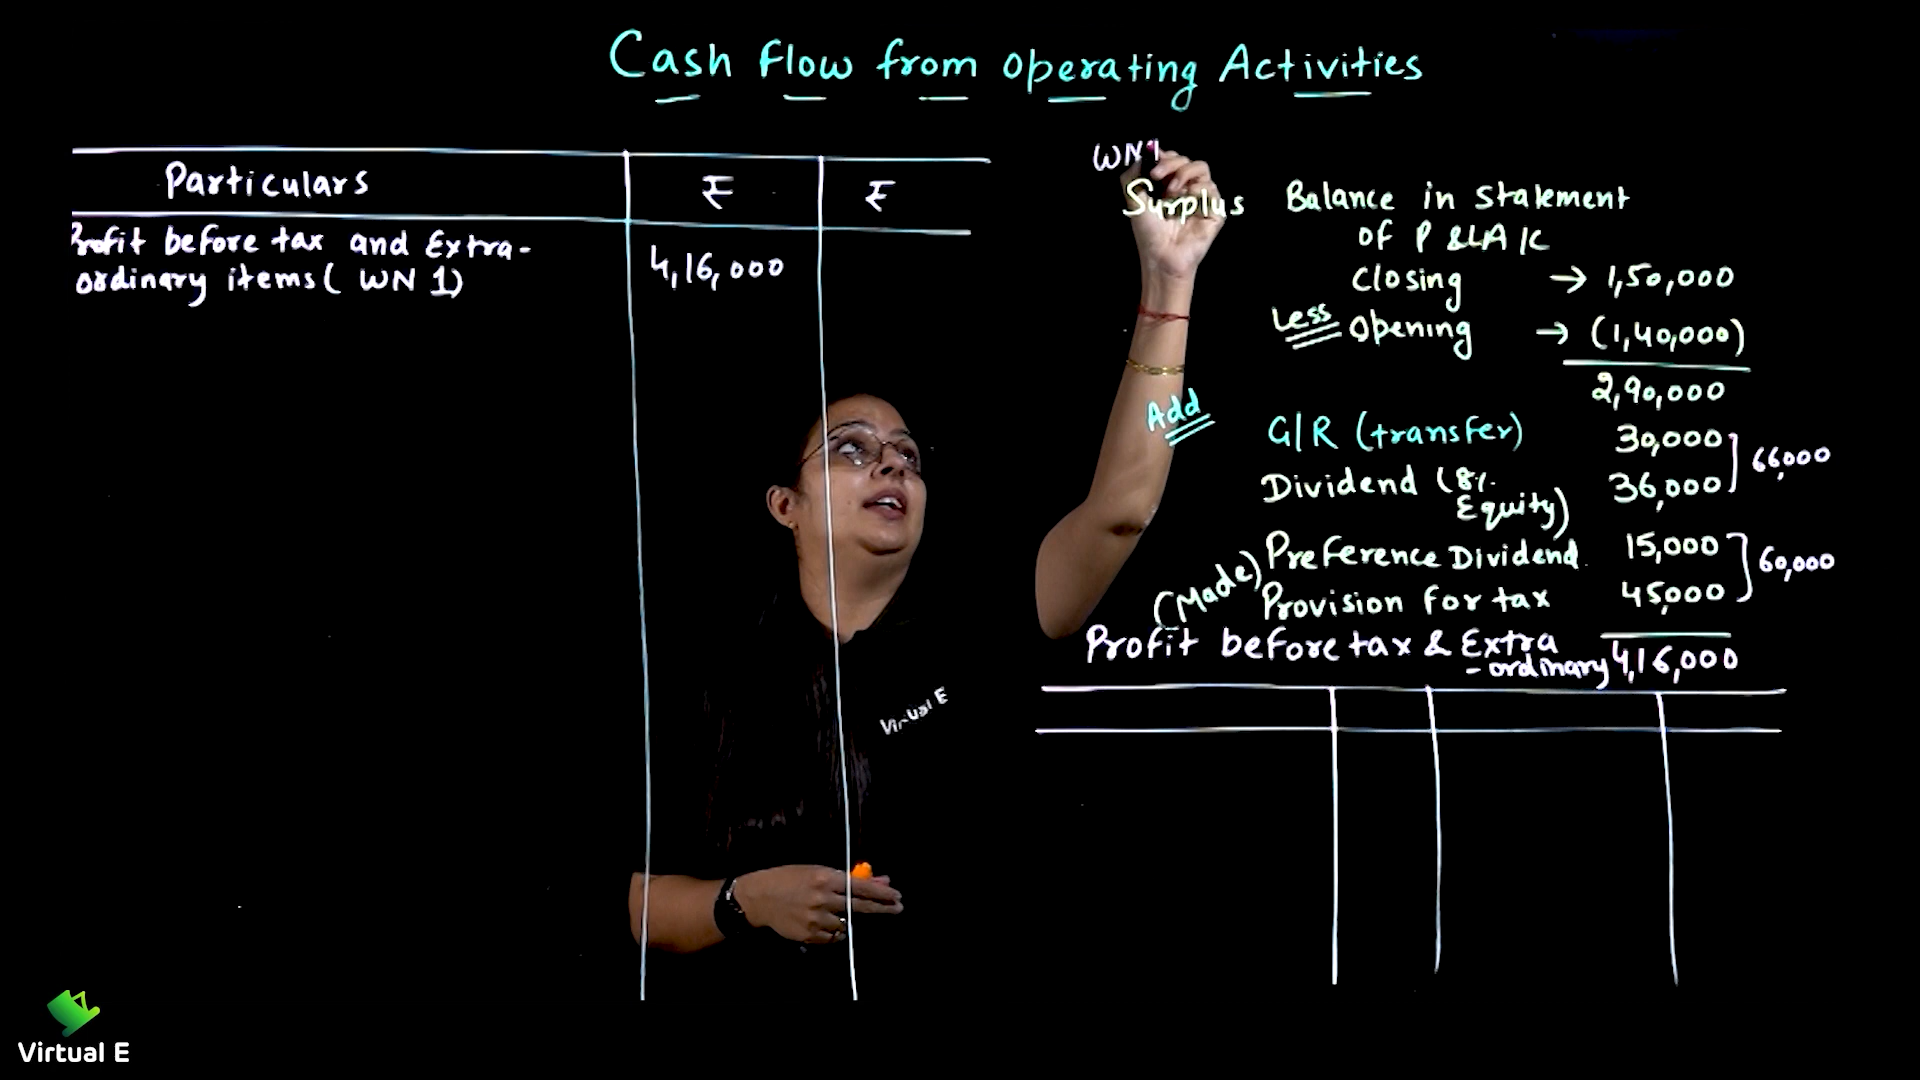 Cash Flow from Operating Activities
Particulars ₹ ₹
Profit before tax and Extra-
ordinary items ( WN 1) 4,16,000
WN 1
Surplus Balance in Statement
of P & L A/C
Closing → 1,50,000
Less Opening → (1,40,000)
2,90,000
Add
G/R (transfer) 30,000
66,000
Dividend (8%. 36,000
Equity)
Preference Dividend 15,000
60,000
(Made) Provision for tax 45,000
Profit before tax & Extra
-ordinary 4,16,000
Virtual E
Virtual E